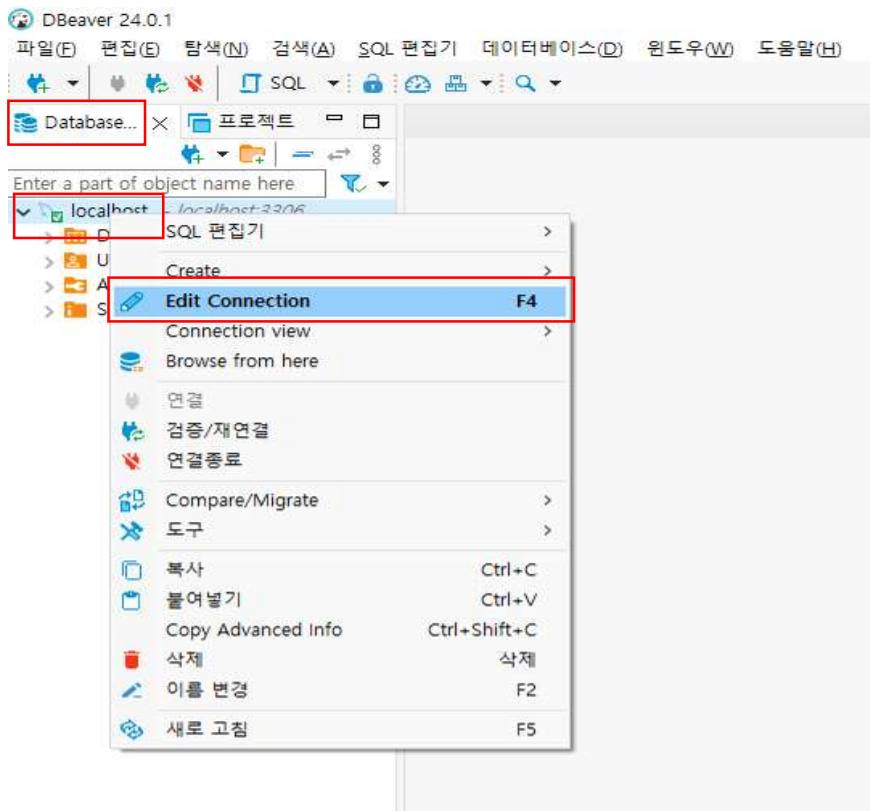 DBeaver 24.0.1
파일(F) 편집(E) 탐색(N) 검색(A) SQL 편집기 데이터베이스(D) 윈도우(W) 도움말(H)
SQL
Database... 프로젝트
Enter a part of object name here
localhost - localhost:3306
D
U
A
S
SQL 편집기
Create
Edit Connection F4
Connection view
Browse from here
연결
검증/재연결
연결종료
Compare/Migrate
도구
복사 Ctrl+C
붙여넣기 Ctrl+V
Copy Advanced Info Ctrl+Shift+C
삭제 삭제
이름 변경 F2
새로 고침 F5